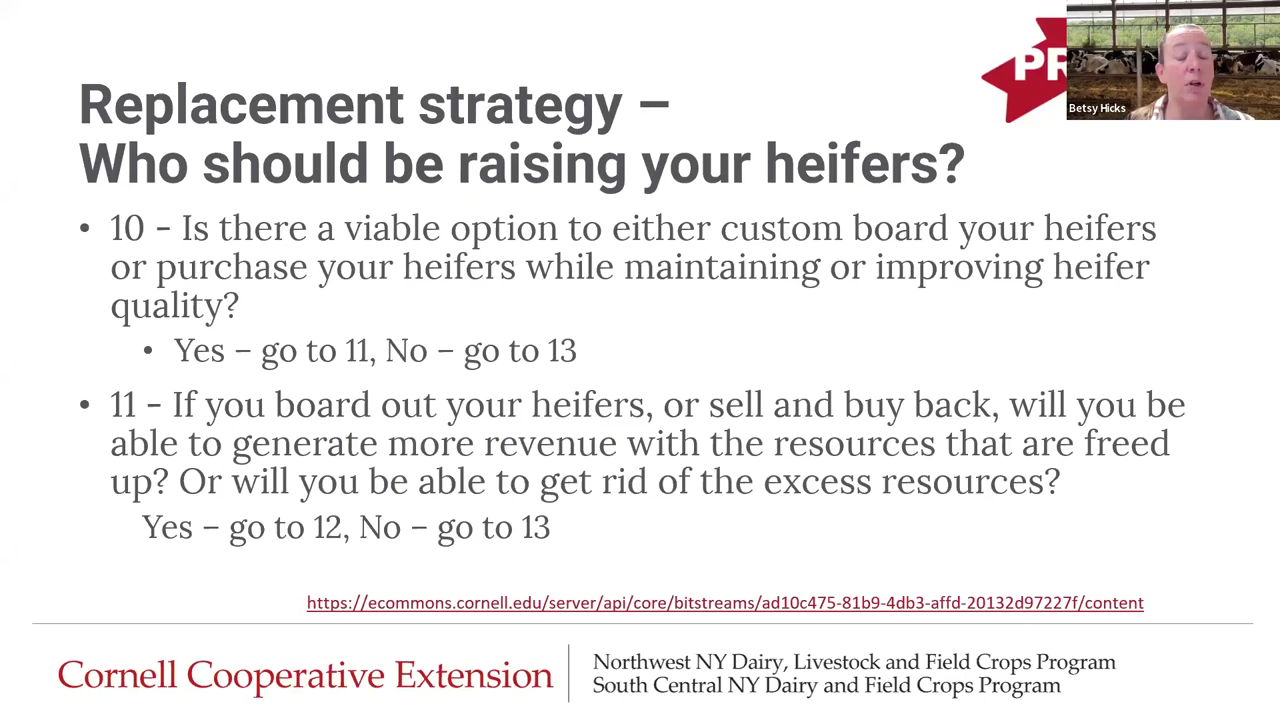 PR
Betsy Hicks
Replacement strategy –
Who should be raising your heifers?
• 10 - Is there a viable option to either custom board your heifers
or purchase your heifers while maintaining or improving heifer
quality?
• Yes – go to 11, No – go to 13
• 11 - If you board out your heifers, or sell and buy back, will you be
able to generate more revenue with the resources that are freed
up? Or will you be able to get rid of the excess resources?
Yes – go to 12, No – go to 13
https://ecommons.cornell.edu/server/api/core/bitstreams/ad10c475-81b9-4db3-affd-20132d97227f/content
Cornell Cooperative Extension
Northwest NY Dairy, Livestock and Field Crops Program
South Central NY Dairy and Field Crops Program